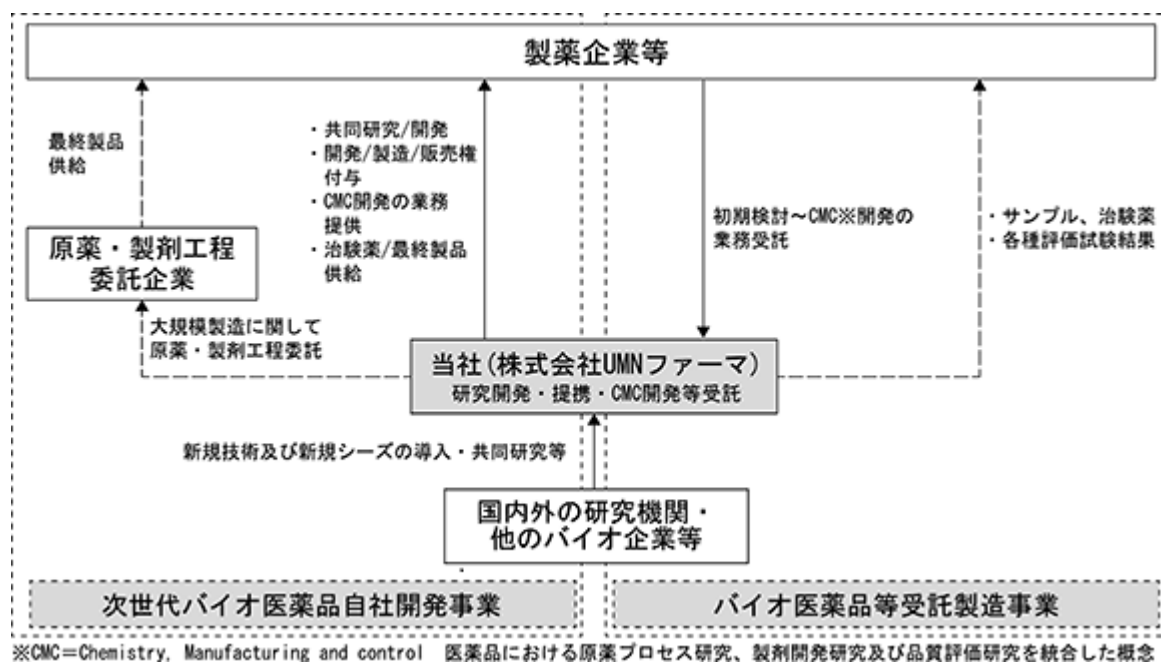 製薬企業等
最終製品
供給
・共同研究/開発
・開発/製造/販売権
付与
・CMC開発の業務
提供
・治験薬/最終製品
供給
初期検討～CMC※開発の
業務受託
・サンプル、治験薬
・各種評価試験結果
原薬・製剤工程
委託企業
大規模製造に関して
原薬・製剤工程委託
当社(株式会社UMNファーマ)
研究開発・提携・CMC開発等受託
新規技術及び新規シーズの導入・共同研究等
国内外の研究機関・
他のバイオ企業等
次世代バイオ医薬品自社開発事業
バイオ医薬品等受託製造事業
※CMC＝Chemistry, Manufacturing and control　医薬品における原薬プロセス研究、製剤開発研究及び品質評価研究を統合した概念